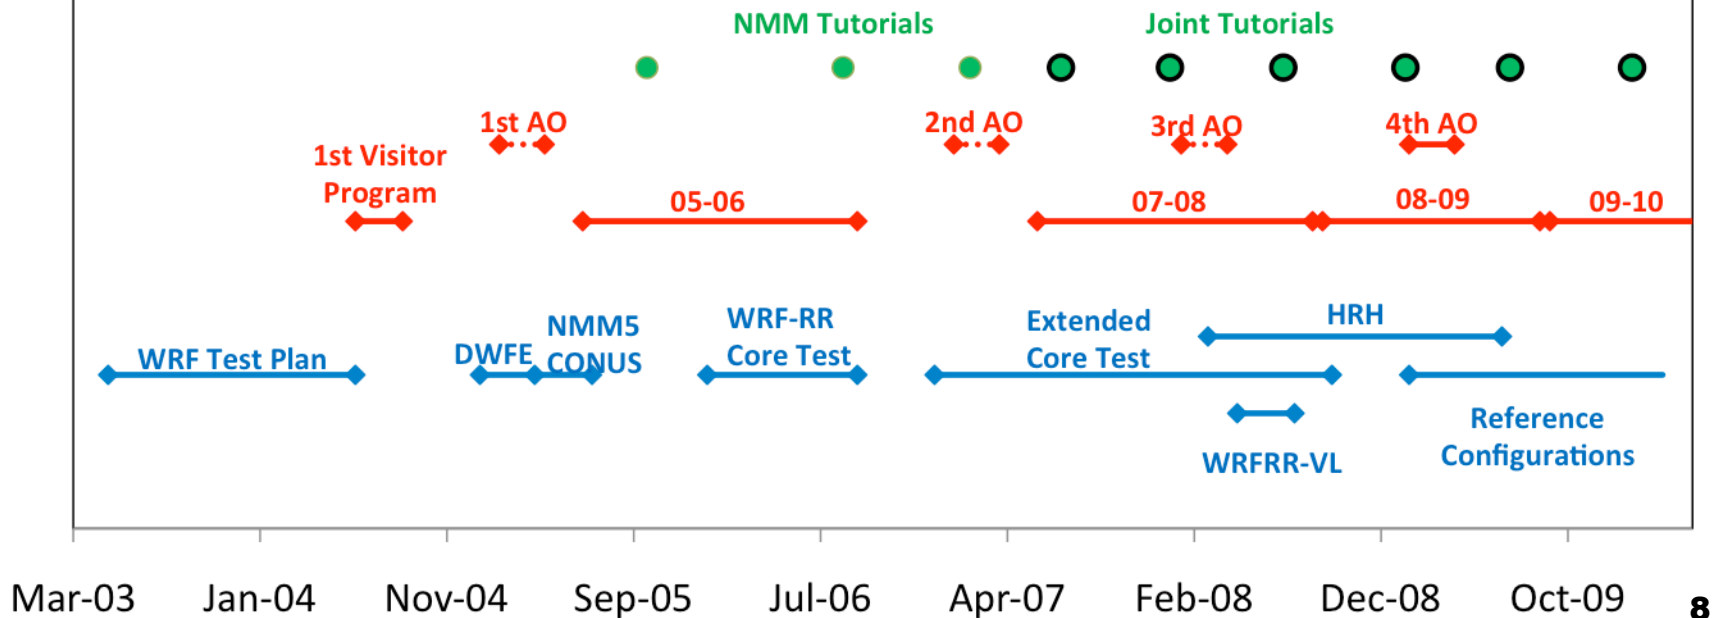 NMM Tutorials
Joint Tutorials
1st AO
2nd AO
3rd AO
4th AO
1st Visitor
Program
05-06
07-08
08-09
09-10
WRF Test Plan
DWFE
NMM5
CONUS
WRF-RR
Core Test
Extended
Core Test
HRH
WRFRR-VL
Reference
Configurations
Mar-03
Jan-04
Nov-04
Sep-05
Jul-06
Apr-07
Feb-08
Dec-08
Oct-09
8